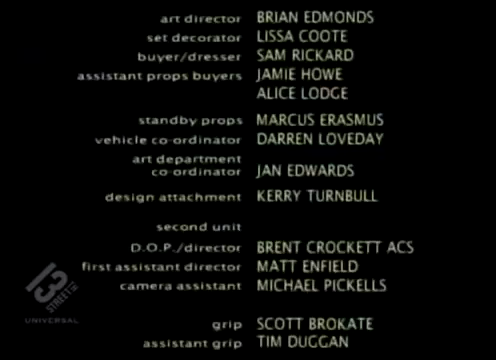 art director BRIAN EDMONDS
set decorator LISSA COOTE
buyer/dresser SAM RICKARD
assistant props buyers JAMIE HOWE
ALICE LODGE
standby props MARCUS ERASMUS
vehicle co-ordinator DARREN LOVEDAY
art department
co-ordinator JAN EDWARDS
design attachment KERRY TURNBULL
second unit
D.O.P./director BRENT CROCKETT ACS
first assistant director MATT ENFIELD
camera assistant MICHAEL PICKELLS
13
STREET
UNIVERSAL
grip SCOTT BROKATE
assistant grip TIM DUGGAN